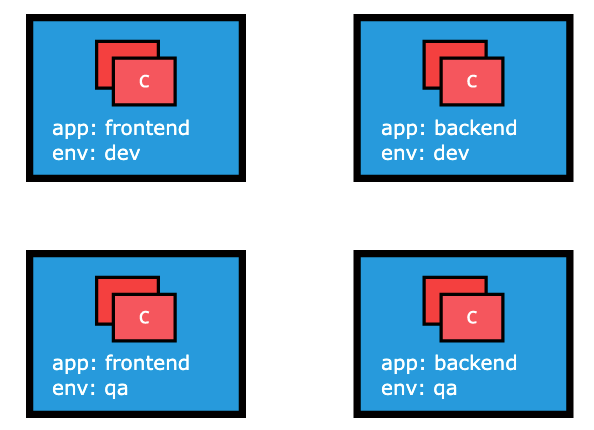 C
app: frontend
env: dev
C
app: backend
env: dev
C
app: frontend
env: qa
C
app: backend
env: qa